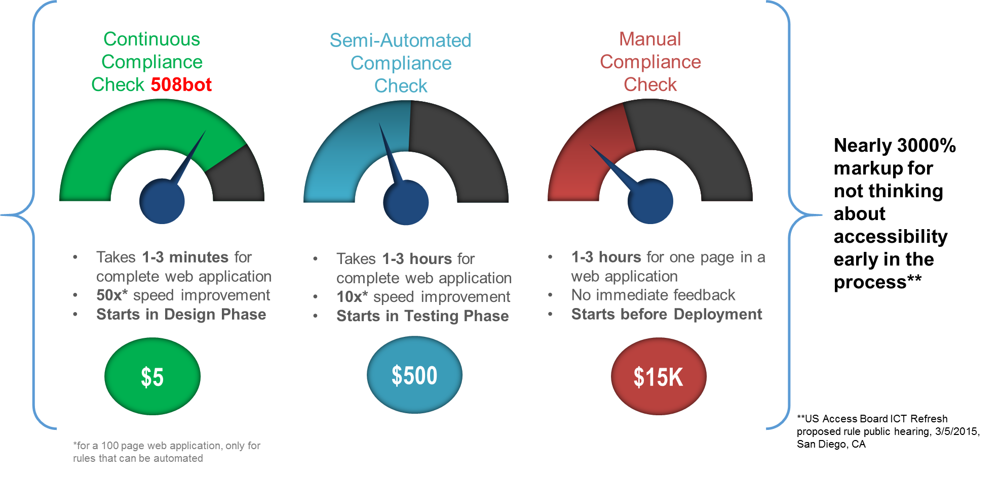 Continuous
Compliance
Check 508bot
• Takes 1-3 minutes for
complete web application
• 50x* speed improvement
• Starts in Design Phase
$5
*for a 100 page web application, only for
rules that can be automated
Semi-Automated
Compliance
Check
• Takes 1-3 hours for
complete web application
• 10x* speed improvement
• Starts in Testing Phase
$500
Manual
Compliance
Check
• 1-3 hours for one page in a
web application
• No immediate feedback
• Starts before Deployment
$15K
Nearly 3000%
markup for
not thinking
about
accessibility
early in the
process**
**US Access Board ICT Refresh
proposed rule public hearing, 3/5/2015,
San Diego, CA